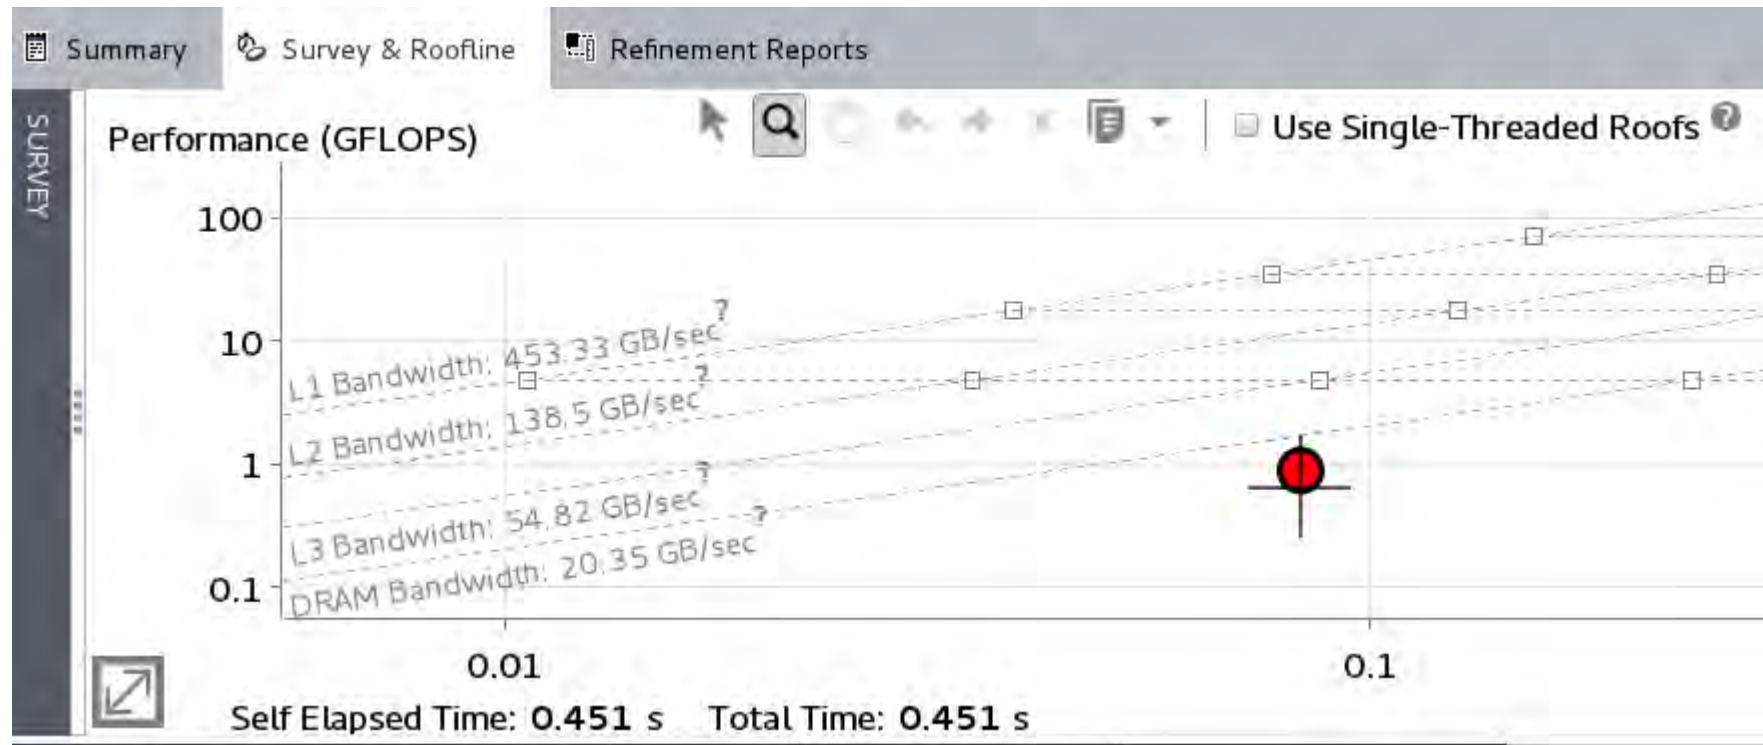 Summary Survey & Roofline Refinement Reports
SURVEY
Performance (GFLOPS)
Use Single-Threaded Roofs ?
100
10
1
0.1
L1 Bandwidth: 453.33 GB/sec ?
L2 Bandwidth: 138.5 GB/sec ?
L3 Bandwidth: 54.82 GB/sec ?
DRAM Bandwidth: 20.35 GB/sec ?
0.01 0.1
Self Elapsed Time: 0.451 s Total Time: 0.451 s